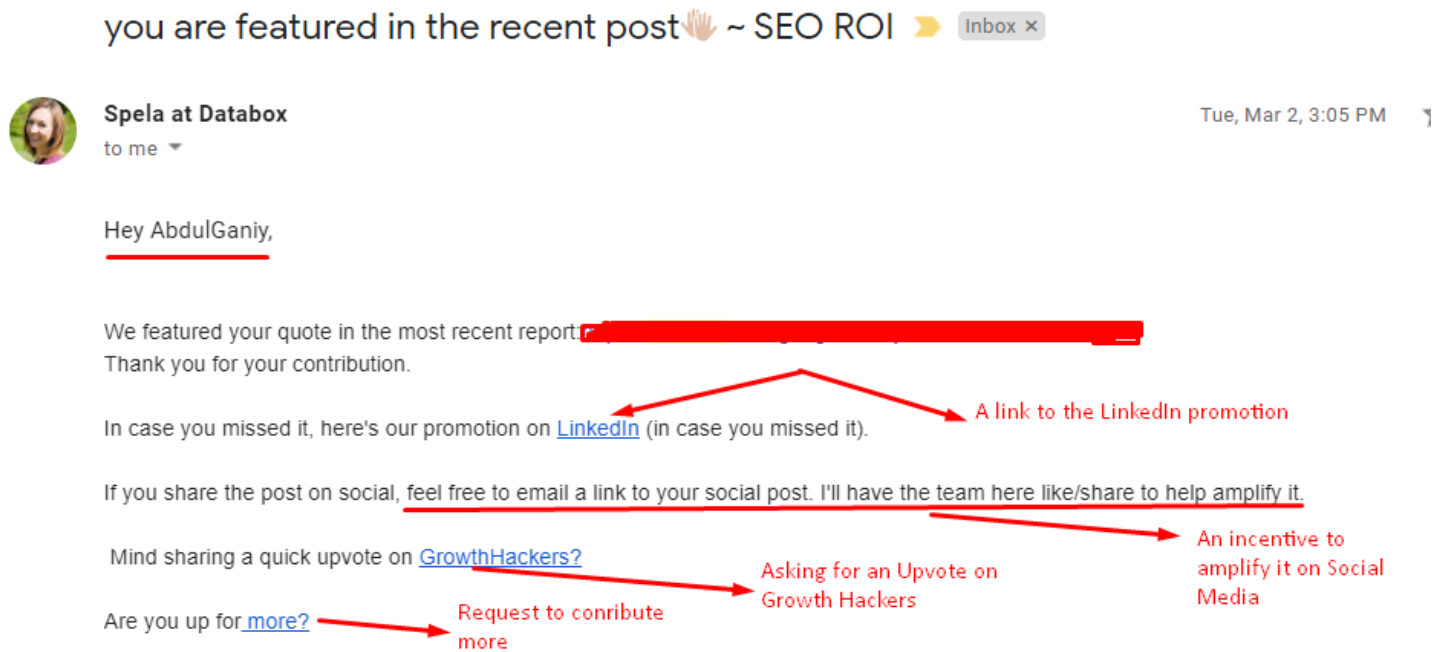 you are featured in the recent post👋🏻 ~ SEO ROI Inbox ×
Spela at Databox
Tue, Mar 2, 3:05 PM
to me
Hey AbdulGaniy,
We featured your quote in the most recent report:
Thank you for your contribution.
A link to the LinkedIn promotion
In case you missed it, here's our promotion on LinkedIn (in case you missed it).
If you share the post on social, feel free to email a link to your social post. I'll have the team here like/share to help amplify it.
An incentive to
amplify it on Social
Media
Mind sharing a quick upvote on GrowthHackers?
Asking for an Upvote on
Growth Hackers
Are you up for more?
Request to conribute
more